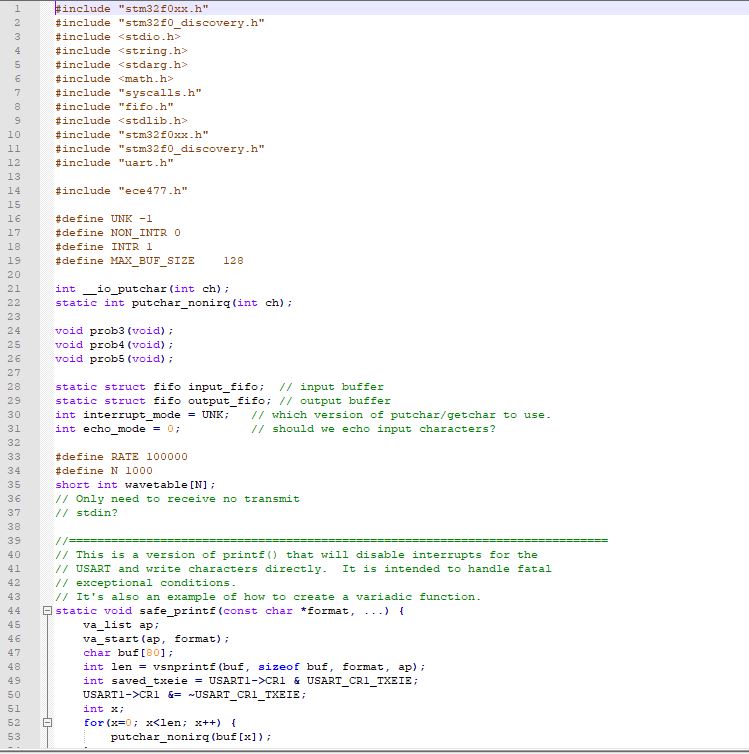 1 #include "stm32f0xx.h"
2 #include "stm32f0_discovery.h"
3 #include <stdio.h>
4 #include <string.h>
5 #include <stdarg.h>
6 #include <math.h>
7 #include "syscalls.h"
8 #include "fifo.h"
9 #include <stdlib.h>
10 #include "stm32f0xx.h"
11 #include "stm32f0_discovery.h"
12 #include "uart.h"
13
14 #include "ece477.h"
15
16 #define UNK -1
17 #define NON_INTR 0
18 #define INTR 1
19 #define MAX_BUF_SIZE    128
20
21 int __io_putchar(int ch);
22 static int putchar_nonirq(int ch);
23
24 void prob3(void);
25 void prob4(void);
26 void prob5(void);
27
28 static struct fifo input_fifo;  // input buffer
29 static struct fifo output_fifo; // output buffer
30 int interrupt_mode = UNK;   // which version of putchar/getchar to use.
31 int echo_mode = 0;          // should we echo input characters?
32
33 #define RATE 100000
34 #define N 1000
35 short int wavetable[N];
36 // Only need to receive no transmit
37 // stdin?
38
39 //=============================================================================
40 // This is a version of printf() that will disable interrupts for the
41 // USART and write characters directly.  It is intended to handle fatal
42 // exceptional conditions.
43 // It's also an example of how to create a variadic function.
44 static void safe_printf(const char *format, ...) {
45     va_list ap;
46     va_start(ap, format);
47     char buf[80];
48     int len = vsnprintf(buf, sizeof buf, format, ap);
49     int saved_txeie = USART1->CR1 & USART_CR1_TXEIE;
50     USART1->CR1 &= ~USART_CR1_TXEIE;
51     int x;
52     for(x=0; x<len; x++) {
53         putchar_nonirq(buf[x]);